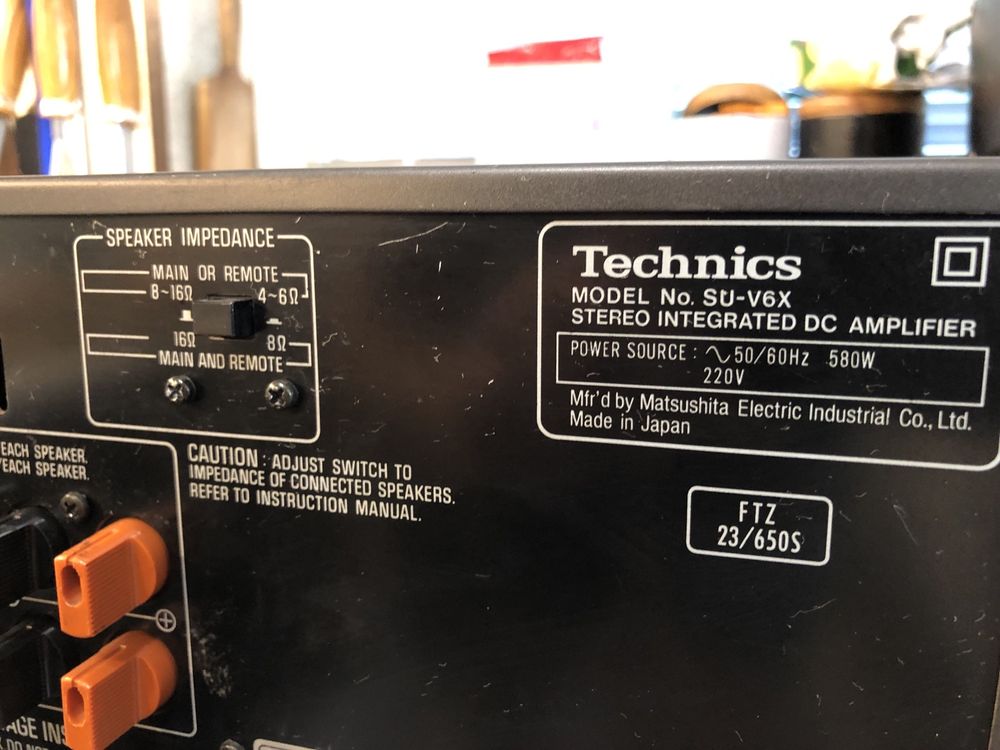 SPEAKER IMPEDANCE
MAIN OR REMOTE
8~16Ω 4~6Ω
16Ω 8Ω
MAIN AND REMOTE
CAUTION : ADJUST SWITCH TO
IMPEDANCE OF CONNECTED SPEAKERS.
REFER TO INSTRUCTION MANUAL.
EACH SPEAKER.
/EACH SPEAKER.
Technics
MODEL No. SU-V6X
STEREO INTEGRATED DC AMPLIFIER
POWER SOURCE : ∿50/60Hz 580W
220V
Mfr'd by Matsushita Electric Industrial Co., Ltd.
Made in Japan
FTZ
23/650S